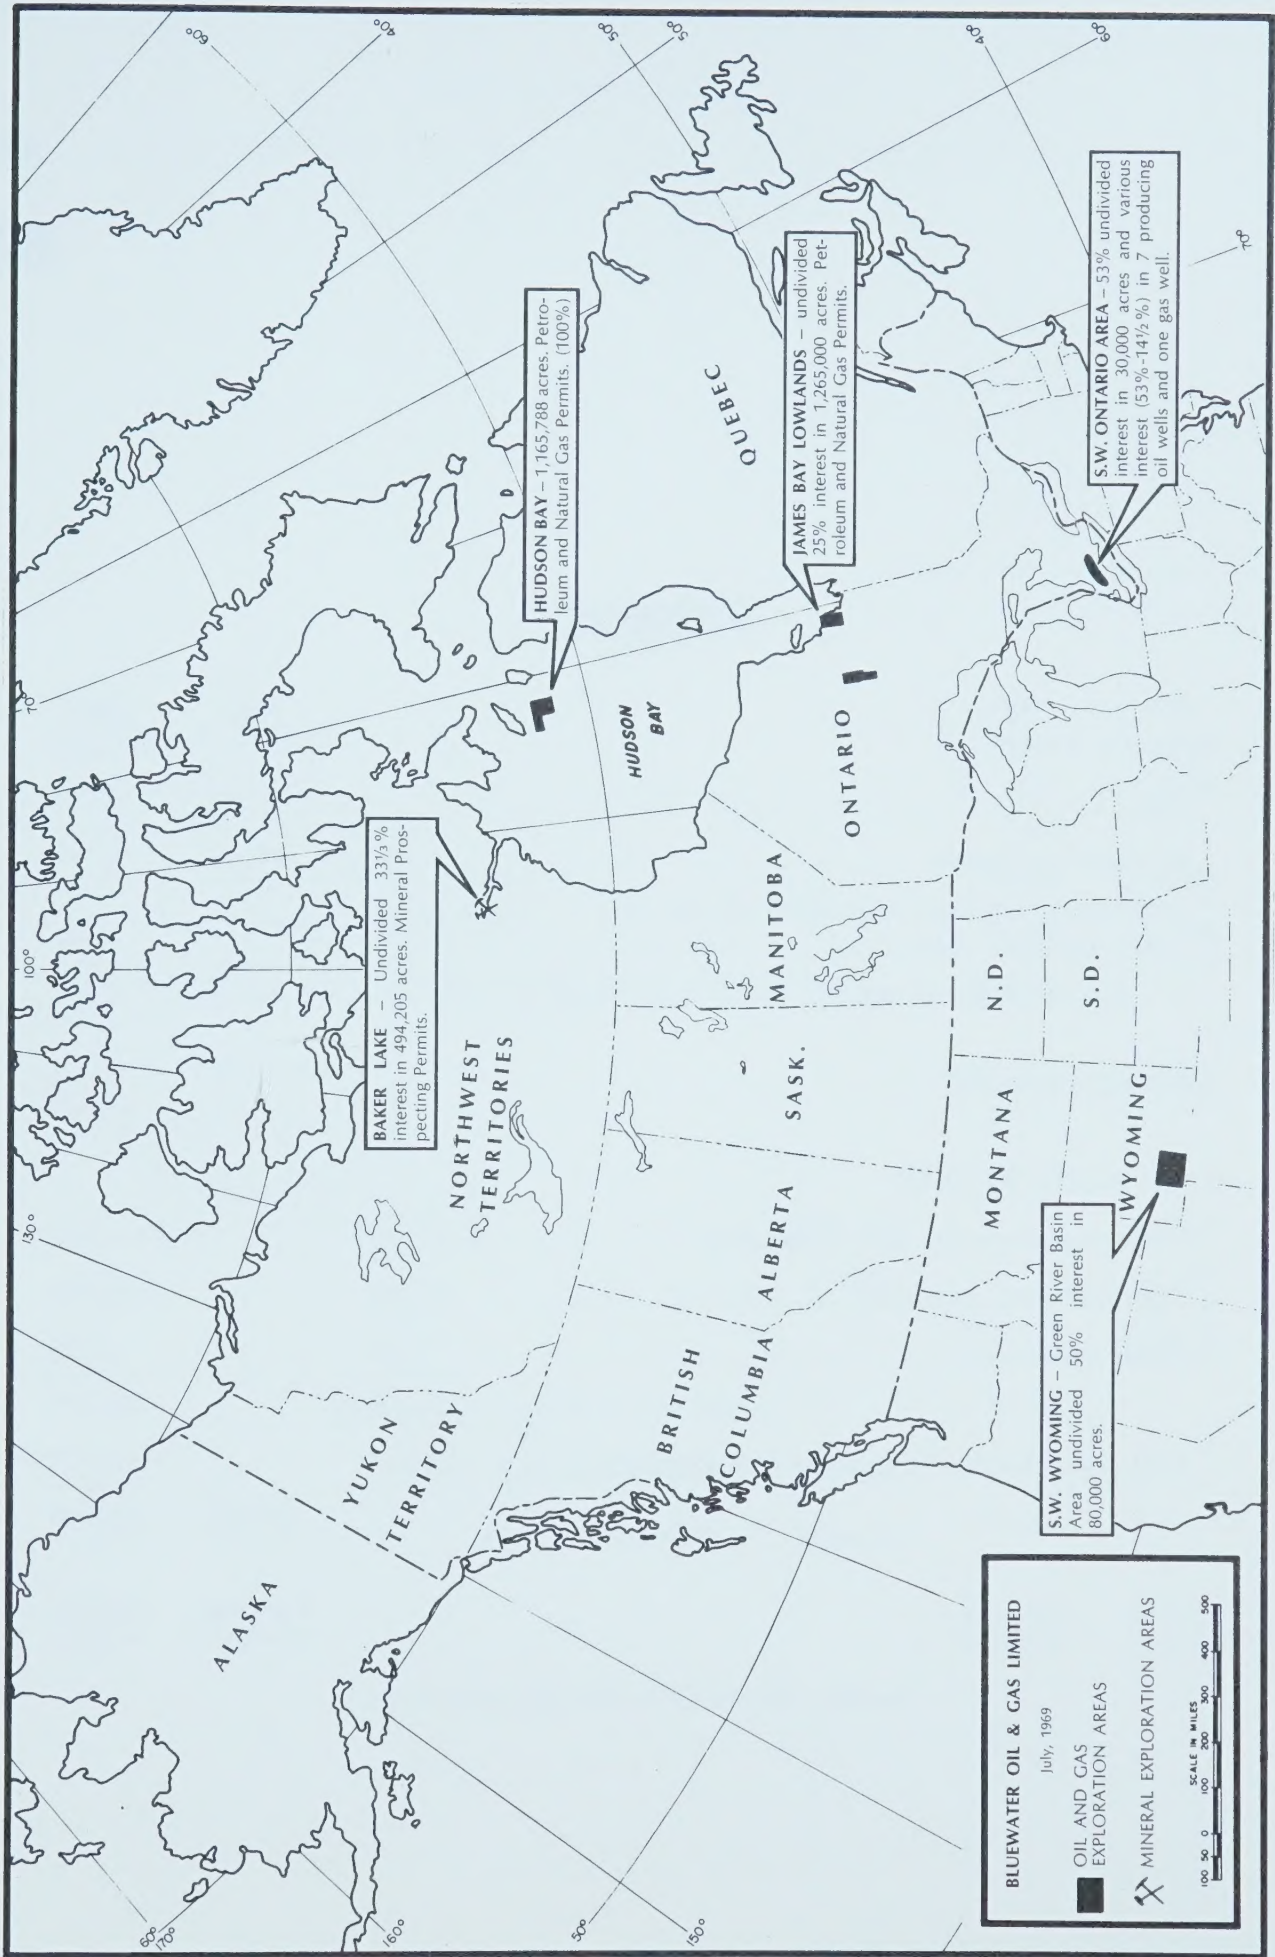 60°
40°
50°
50°
40°
60°
70°
70°
100°
130°
60°
170°
160°
50°
150°
HUDSON BAY – 1,165,788 acres. Petro-
leum and Natural Gas Permits. (100%)
JAMES BAY LOWLANDS – undivided
25% interest in 1,265,000 acres. Pet-
roleum and Natural Gas Permits.
S.W. ONTARIO AREA – 53% undivided
interest in 30,000 acres and various
interest (53%-14½%) in 7 producing
oil wells and one gas well.
BAKER LAKE – Undivided 33⅓%
interest in 494,205 acres. Mineral Pros-
pecting Permits.
S.W. WYOMING – Green River Basin
Area undivided 50% interest in
80,000 acres.
QUEBEC
HUDSON
BAY
ONTARIO
MANITOBA
NORTHWEST
TERRITORIES
SASK.
N.D.
S.D.
ALBERTA
MONTANA
WYOMING
BRITISH
COLUMBIA
YUKON
TERRITORY
ALASKA
BLUEWATER OIL & GAS LIMITED
July, 1969
OIL AND GAS
EXPLORATION AREAS
MINERAL EXPLORATION AREAS
SCALE IN MILES
100 50 0 100 200 300 400 500